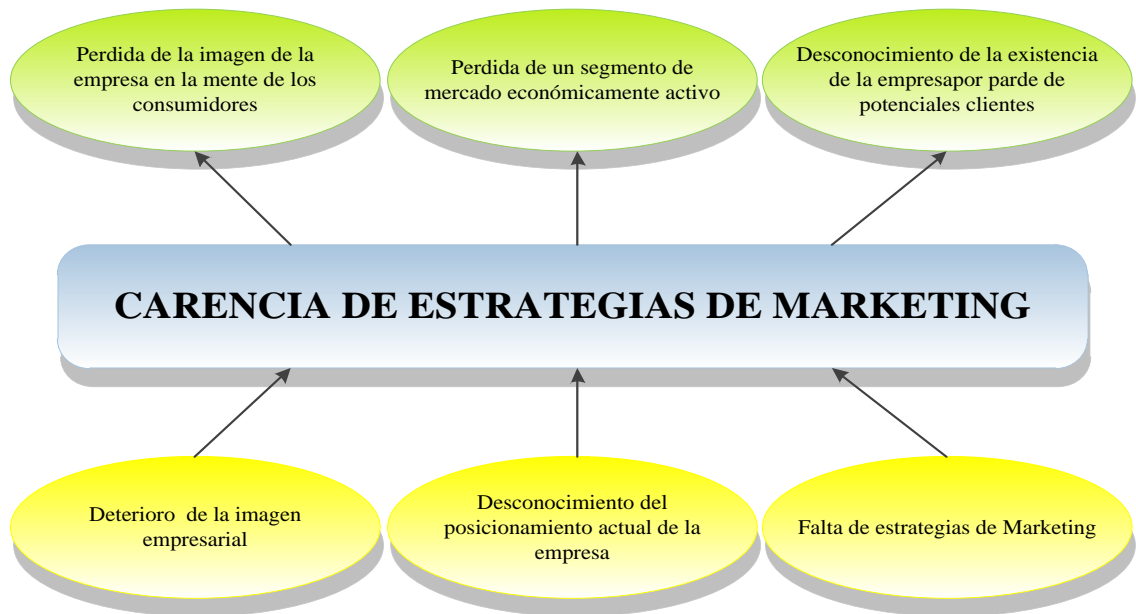 Perdida de la imagen de la
empresa en la mente de los
consumidores
Perdida de un segmento de
mercado económicamente activo
Desconocimiento de la existencia
de la empresapor parde de
potenciales clientes
CARENCIA DE ESTRATEGIAS DE MARKETING
Deterioro de la imagen
empresarial
Desconocimiento del
posicionamiento actual de la
empresa
Falta de estrategias de Marketing